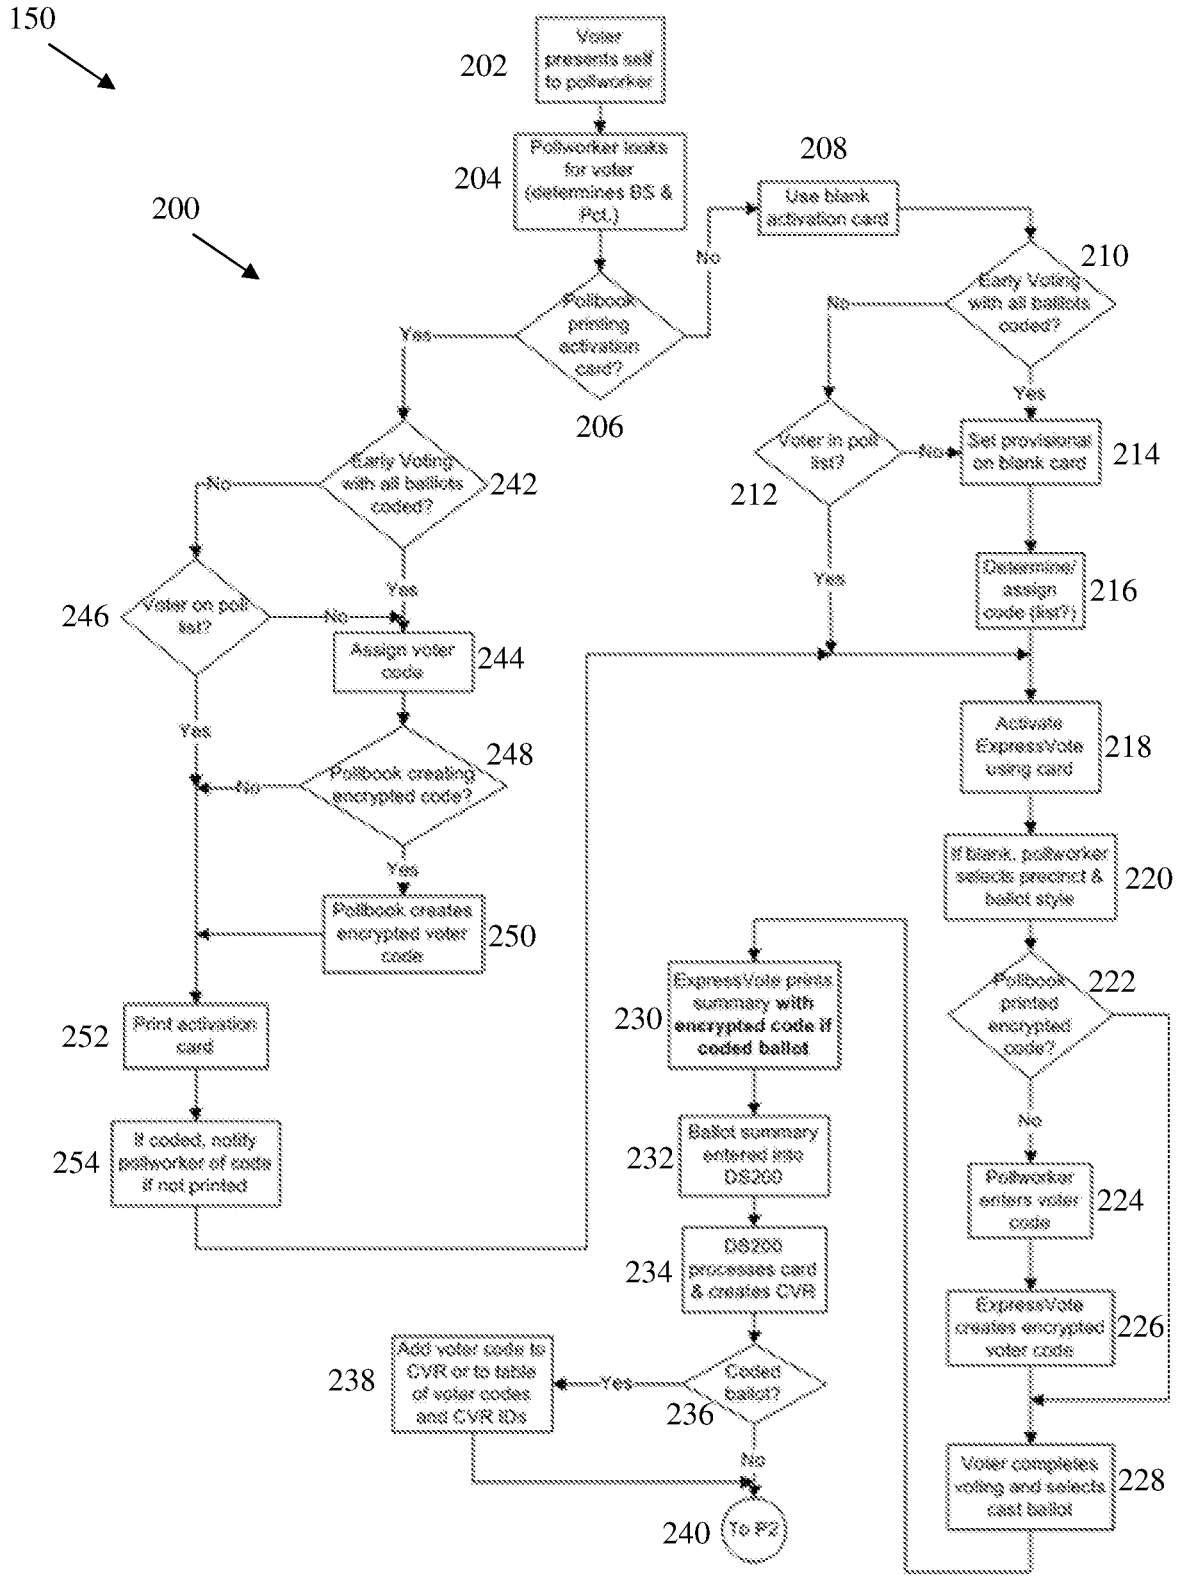 150
Voter
presents self
to pollworker
202
Pollworker looks
for voter
(determines BS &
Pct.)
204
200
208
Use blank
activation card
No
210
Early Voting
with all ballots
coded?
No
Yes
Pollbook
printing
activation
card?
206
Yes
Voter in poll
list?
212
No
Set provisional
on blank card
214
Early Voting
with all ballots
coded?
242
No
Yes
Yes
Determine/
assign
code (list?)
216
246
Voter on poll
list?
No
Assign voter
code
244
Yes
Activate
ExpressVote
using card
218
248
Pollbook creating
encrypted code?
No
Yes
If blank, pollworker
selects precinct &
ballot style
220
Pollbook creates
encrypted voter
code
250
222
Pollbook
printed
encrypted
code?
No
ExpressVote prints
summary with
encrypted code if
coded ballot
230
252
Print activation
card
254
If coded, notify
pollworker of code
if not printed
232
Ballot summary
entered into
DS200
Pollworker
enters voter
code
224
234
DS200
processes card
& creates CVR
ExpressVote
creates encrypted
voter code
226
238
Add voter code to
CVR or to table
of voter codes
and CVR IDs
Yes
Coded
ballot?
236
No
Voter completes
voting and selects
cast ballot
228
240
To P2